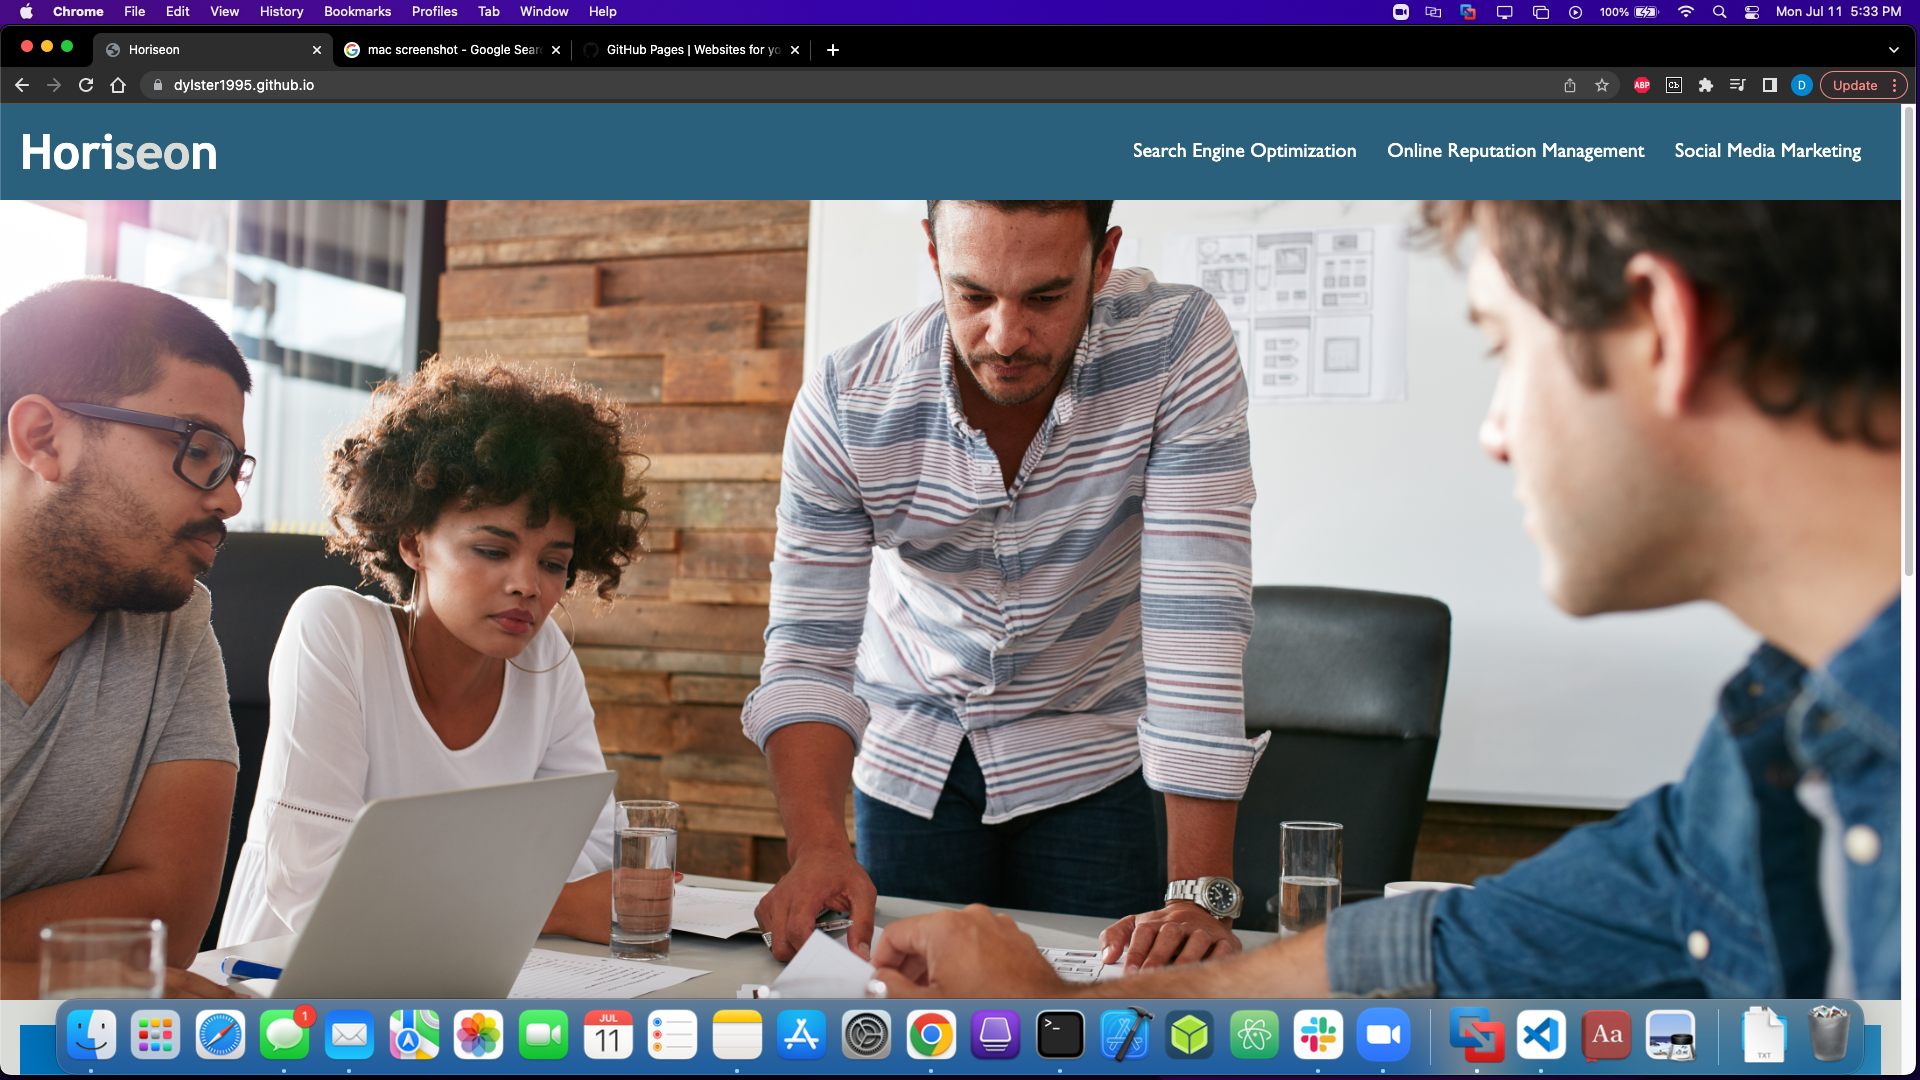 Chrome File Edit View History Bookmarks Profiles Tab Window Help 100% Mon Jul 11 5:33 PM
Horiseon mac screenshot - Google Sear GitHub Pages | Websites for yo
dylster1995.github.io ABP D Update
Horiseon Search Engine Optimization Online Reputation Management Social Media Marketing
1 JUL 11 >_ Aa TXT